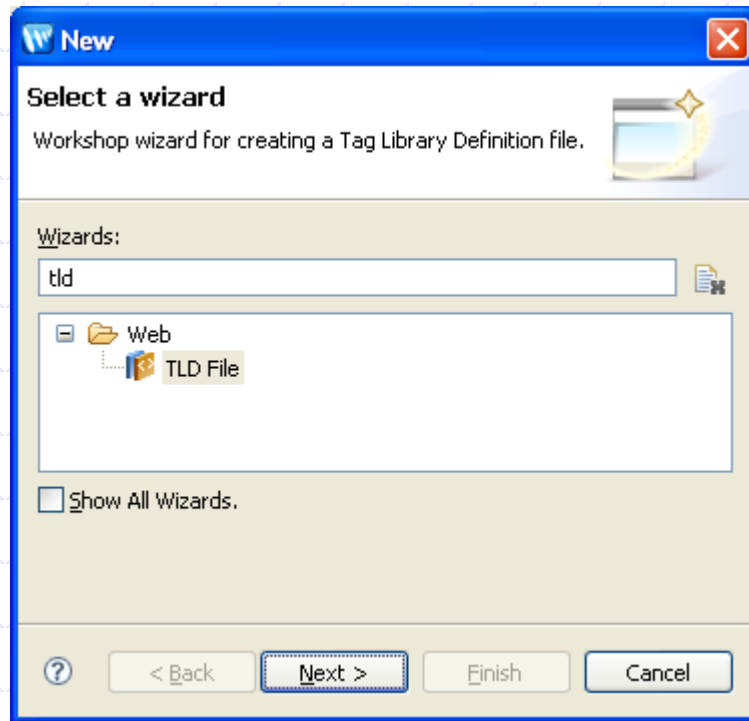 New
Select a wizard
Workshop wizard for creating a Tag Library Definition file.
Wizards:
tld
Web
TLD File
Show All Wizards.
< Back Next > Finish Cancel